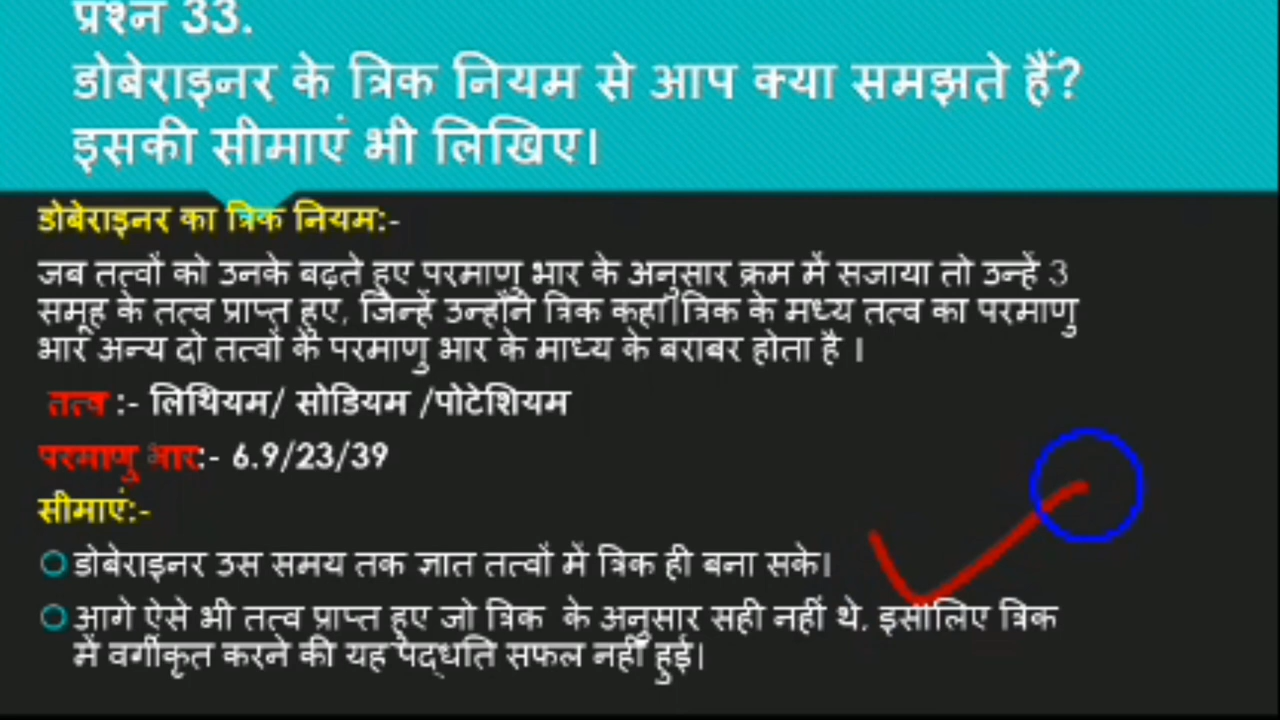 प्रश्न 33.
डोबेराइनर के त्रिक नियम से आप क्या समझते हैं?
इसकी सीमाएं भी लिखिए।
डोबेराइनर का त्रिक नियम:-
जब तत्वों को उनके बढ़ते हुए परमाणु भार के अनुसार क्रम में सजाया तो उन्हें 3
समूह के तत्व प्राप्त हुए, जिन्हें उन्होंने त्रिक कहा|त्रिक के मध्य तत्व का परमाणु
भार अन्य दो तत्वों के परमाणु भार के माध्य के बराबर होता है ।
तत्व :- लिथियम/ सोडियम /पोटेशियम
परमाणु भार:- 6.9/23/39
सीमाएं:-
डोबेराइनर उस समय तक ज्ञात तत्वों में त्रिक ही बना सके।
आगे ऐसे भी तत्व प्राप्त हुए जो त्रिक के अनुसार सही नहीं थे, इसलिए त्रिक
में वर्गीकृत करने की यह पद्धति सफल नहीं हुई।